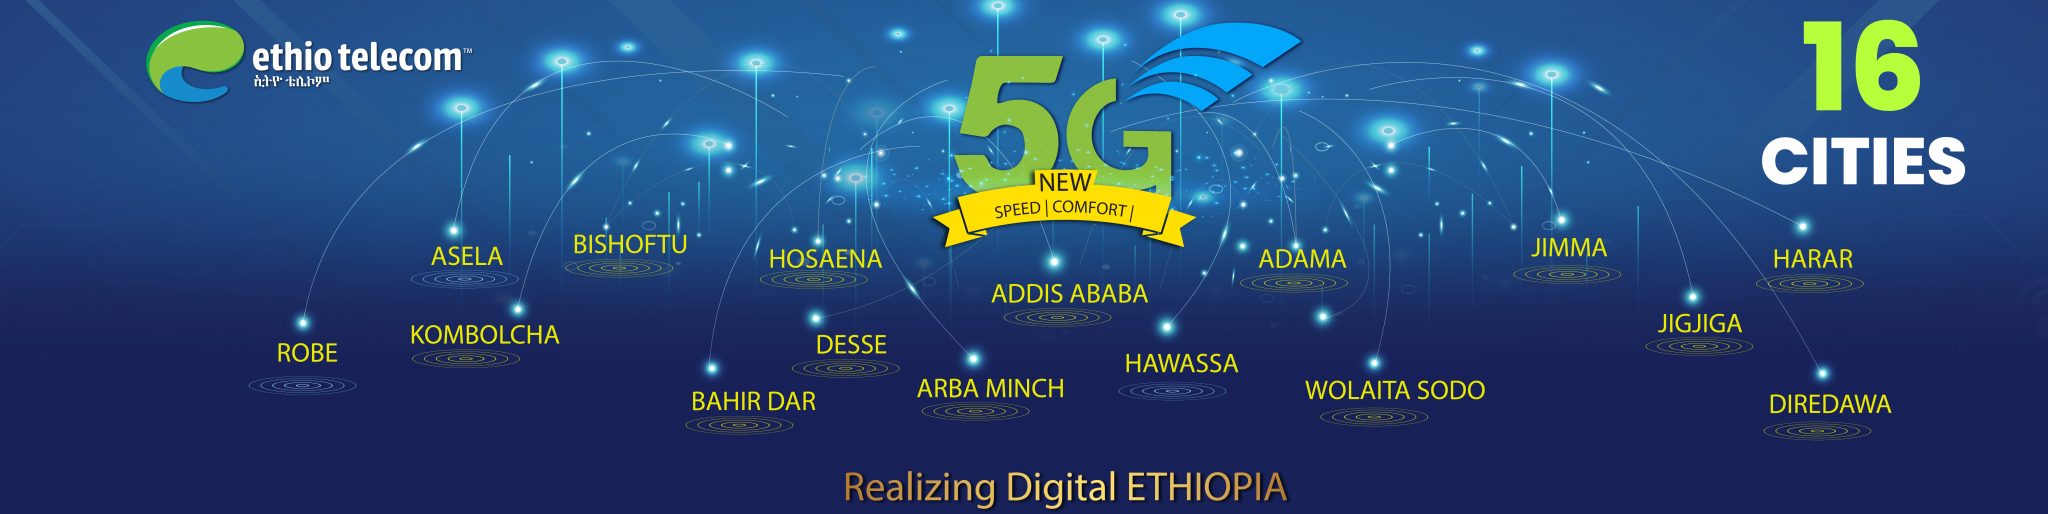 ethio telecom™
ኢትዮ ቴሌኮም
5G
NEW
SPEED | COMFORT |
16
CITIES
ASELA
BISHOFTU
HOSAENA
ADDIS ABABA
ADAMA
JIMMA
HARAR
ROBE
KOMBOLCHA
DESSE
HAWASSA
JIGJIGA
BAHIR DAR
ARBA MINCH
WOLAITA SODO
DIREDAWA
Realizing Digital ETHIOPIA